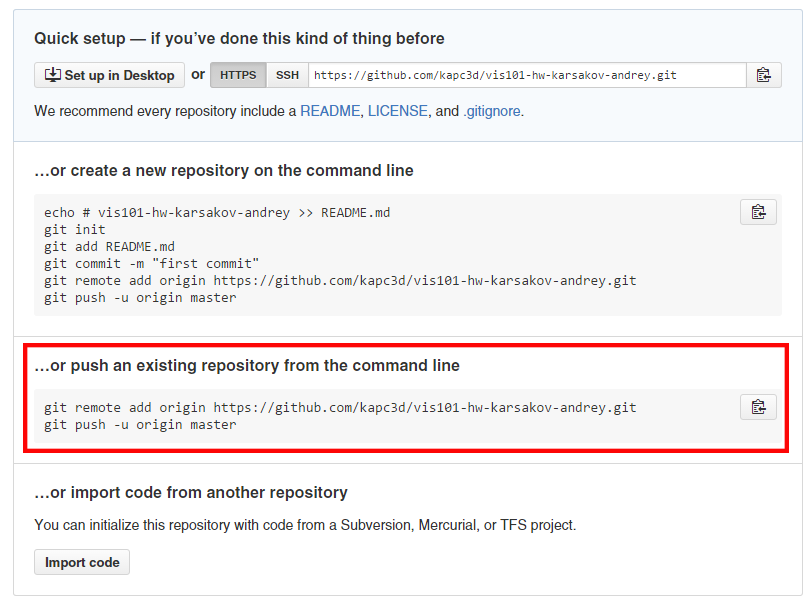 Quick setup — if you've done this kind of thing before
Set up in Desktop or HTTPS SSH https://github.com/kapc3d/vis101-hw-karsakov-andrey.git
We recommend every repository include a README, LICENSE, and .gitignore.
…or create a new repository on the command line
echo # vis101-hw-karsakov-andrey >> README.md
git init
git add README.md
git commit -m "first commit"
git remote add origin https://github.com/kapc3d/vis101-hw-karsakov-andrey.git
git push -u origin master
…or push an existing repository from the command line
git remote add origin https://github.com/kapc3d/vis101-hw-karsakov-andrey.git
git push -u origin master
…or import code from another repository
You can initialize this repository with code from a Subversion, Mercurial, or TFS project.
Import code